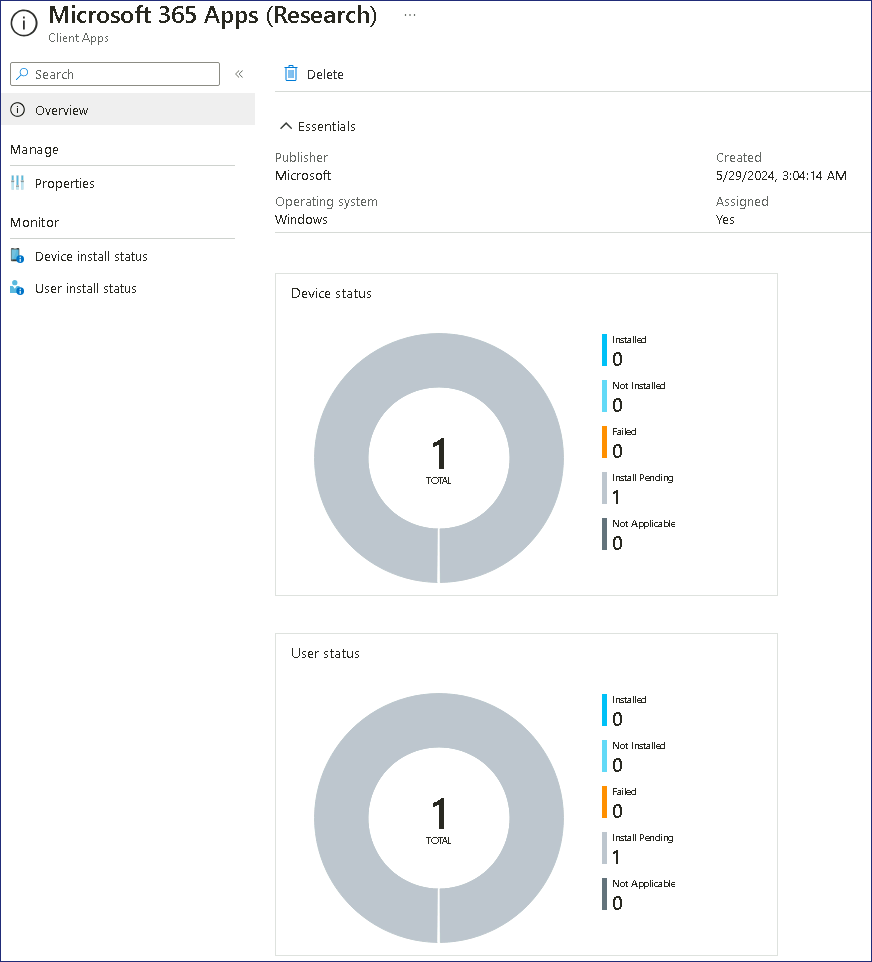 Microsoft 365 Apps (Research) ...
Client Apps
Search «
Overview
Manage
Properties
Monitor
Device install status
User install status
Delete
Essentials
Publisher
Microsoft
Operating system
Windows
Created
5/29/2024, 3:04:14 AM
Assigned
Yes
Device status
1
TOTAL
Installed
0
Not Installed
0
Failed
0
Install Pending
1
Not Applicable
0
User status
1
TOTAL
Installed
0
Not Installed
0
Failed
0
Install Pending
1
Not Applicable
0